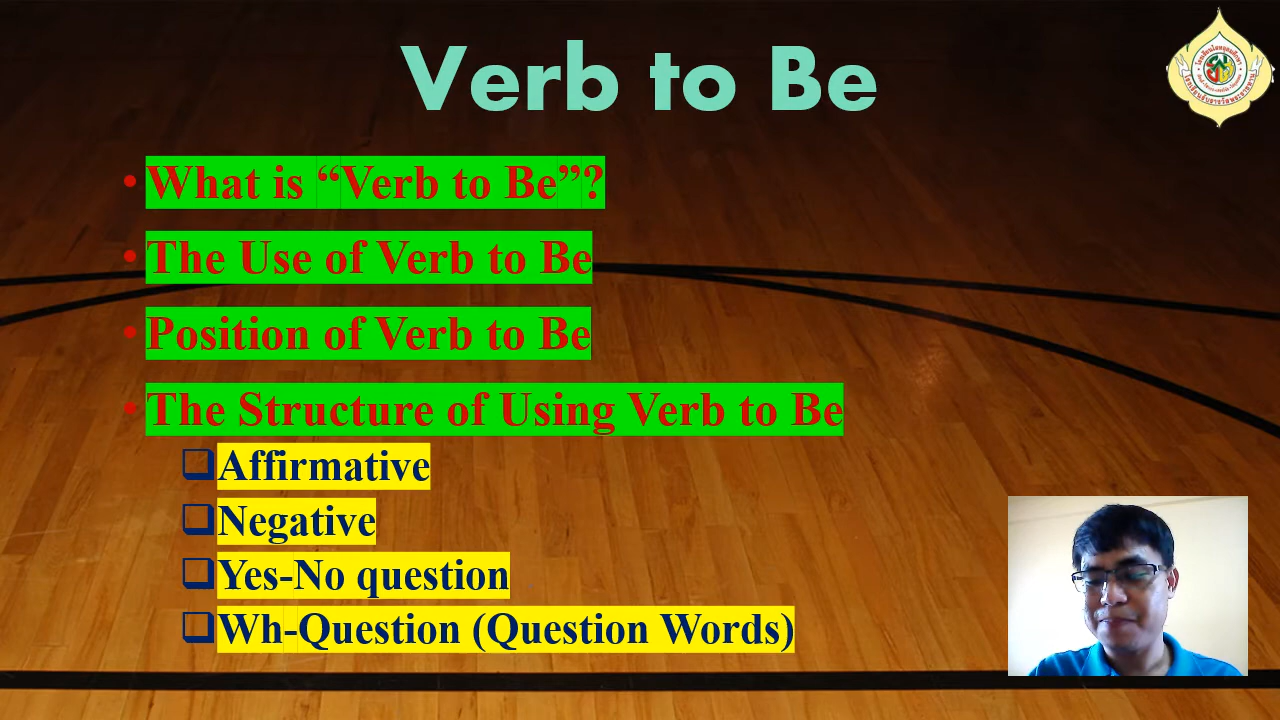 Verb to Be
• What is “Verb to Be”?
• The Use of Verb to Be
• Position of Verb to Be
• The Structure of Using Verb to Be
❑Affirmative
❑Negative
❑Yes-No question
❑Wh-Question (Question Words)